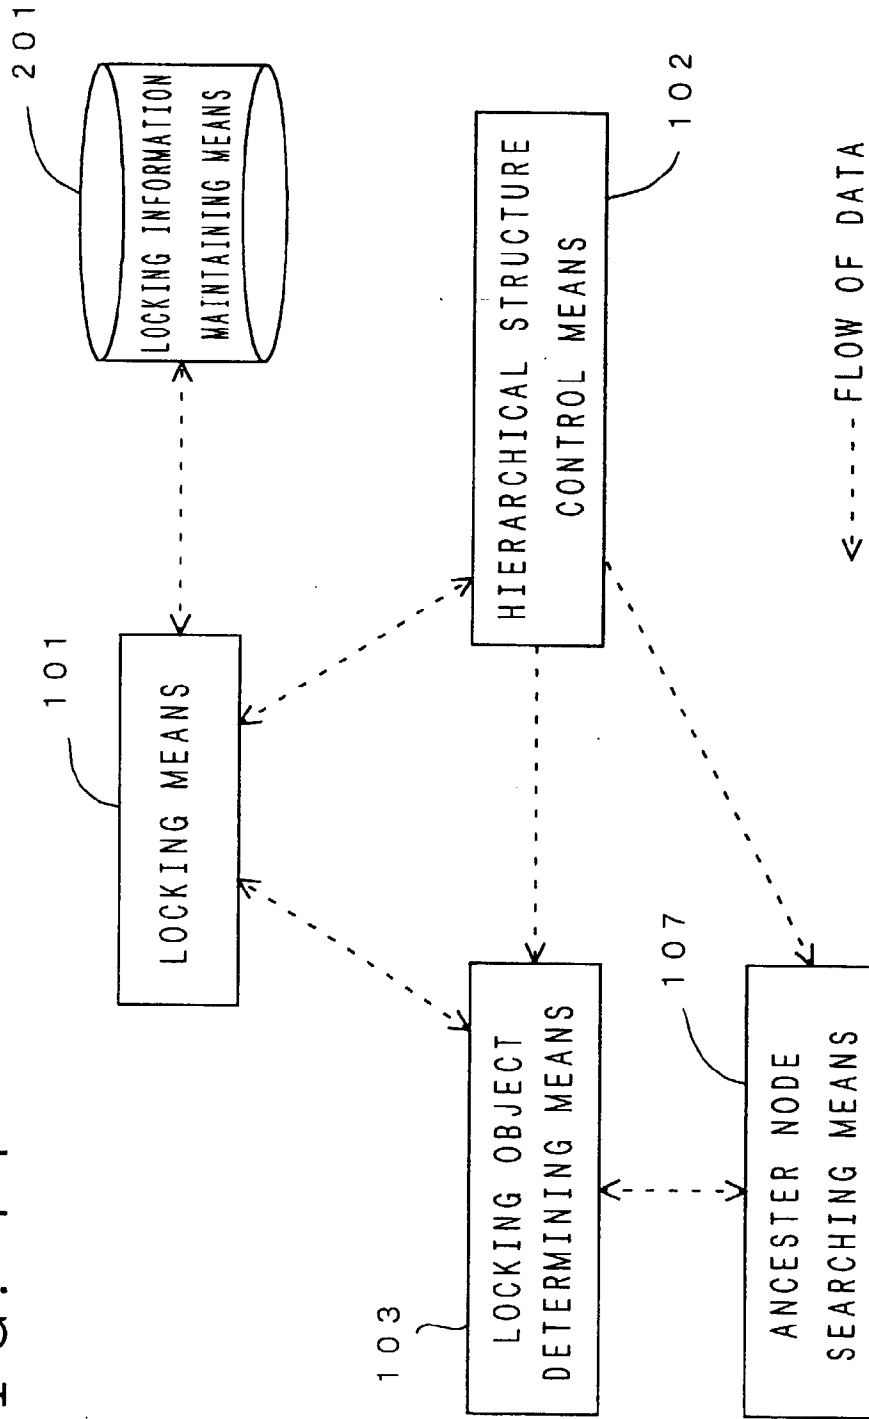 101
LOCKING MEANS
201
LOCKING INFORMATION
MAINTAINING MEANS
103
LOCKING OBJECT
DETERMINING MEANS
HIERARCHICAL STRUCTURE
CONTROL MEANS
102
107
ANCESTER NODE
SEARCHING MEANS
FLOW OF DATA